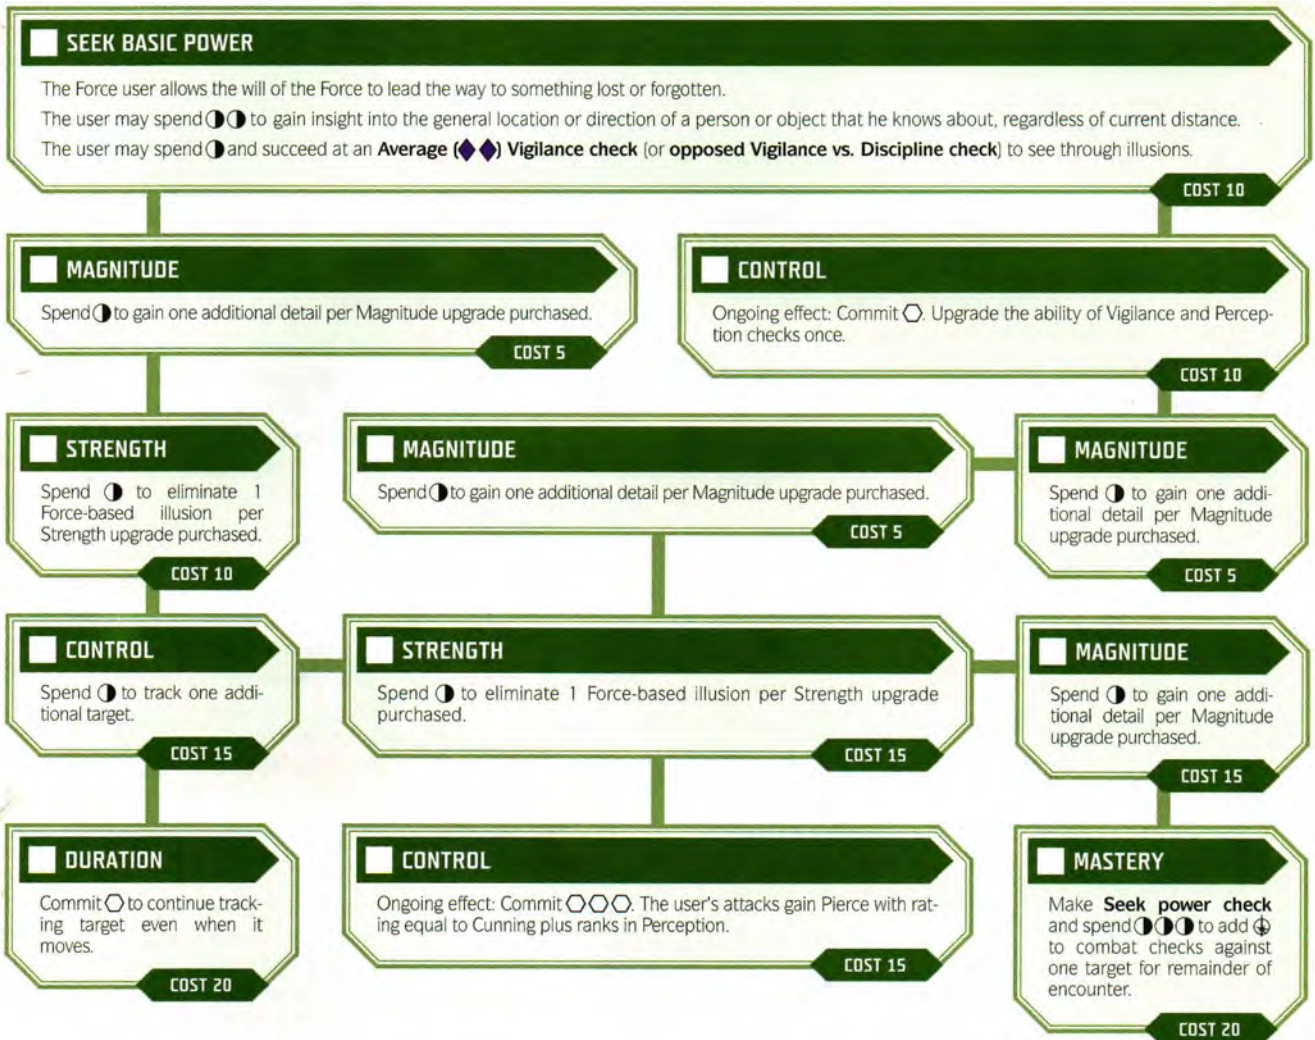 SEEK BASIC POWER
The Force user allows the will of the Force to lead the way to something lost or forgotten.
The user may spend ◑◑ to gain insight into the general location or direction of a person or object that he knows about, regardless of current distance.
The user may spend ◑ and succeed at an Average (◆◆) Vigilance check (or opposed Vigilance vs. Discipline check) to see through illusions.
COST 10
MAGNITUDE
Spend ◑ to gain one additional detail per Magnitude upgrade purchased.
COST 5
CONTROL
Ongoing effect: Commit ⬡. Upgrade the ability of Vigilance and Percep-
tion checks once.
COST 10
STRENGTH
Spend ◑ to eliminate 1
Force-based illusion per
Strength upgrade purchased.
COST 10
MAGNITUDE
Spend ◑ to gain one additional detail per Magnitude upgrade purchased.
COST 5
MAGNITUDE
Spend ◑ to gain one addi-
tional detail per Magnitude
upgrade purchased.
COST 5
CONTROL
Spend ◑ to track one addi-
tional target.
COST 15
STRENGTH
Spend ◑ to eliminate 1 Force-based illusion per Strength upgrade
purchased.
COST 15
MAGNITUDE
Spend ◑ to gain one addi-
tional detail per Magnitude
upgrade purchased.
COST 15
DURATION
Commit ⬡ to continue track-
ing target even when it
moves.
COST 20
CONTROL
Ongoing effect: Commit ⬡⬡⬡. The user's attacks gain Pierce with rat-
ing equal to Cunning plus ranks in Perception.
COST 15
MASTERY
Make Seek power check
and spend ◑◑◑ to add
to combat checks against
one target for remainder of
encounter.
COST 20